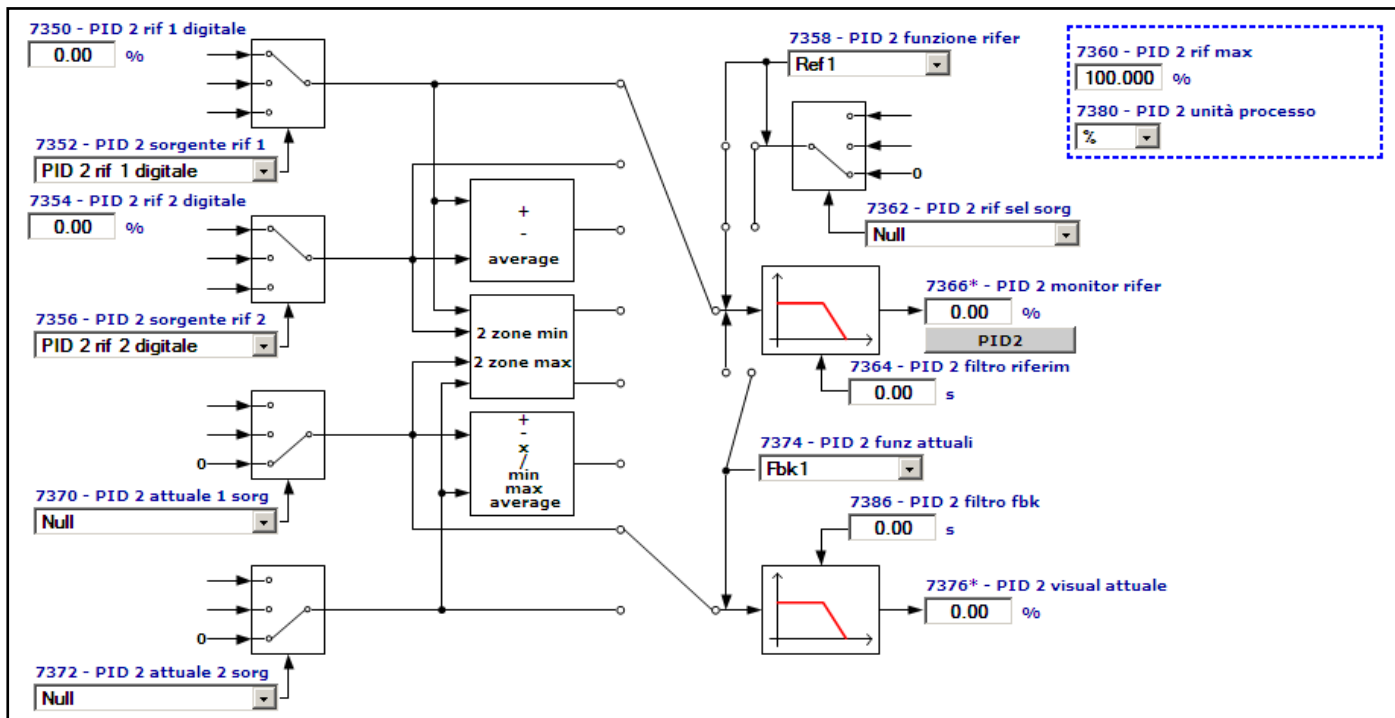 7350 - PID 2 rif 1 digitale
0.00 %
7352 - PID 2 sorgente rif 1
PID 2 rif 1 digitale
7354 - PID 2 rif 2 digitale
0.00 %
7356 - PID 2 sorgente rif 2
PID 2 rif 2 digitale
0
7370 - PID 2 attuale 1 sorg
Null
0
7372 - PID 2 attuale 2 sorg
Null
+
-
average
2 zone min
2 zone max
+
-
x
/
min
max
average
7358 - PID 2 funzione rifer
Ref1
0
7362 - PID 2 rif sel sorg
Null
7366* - PID 2 monitor rifer
0.00 %
PID2
7364 - PID 2 filtro riferim
0.00 s
7374 - PID 2 funz attuali
Fbk1
7386 - PID 2 filtro fbk
0.00 s
7376* - PID 2 visual attuale
0.00 %
7360 - PID 2 rif max
100.000 %
7380 - PID 2 unità processo
%